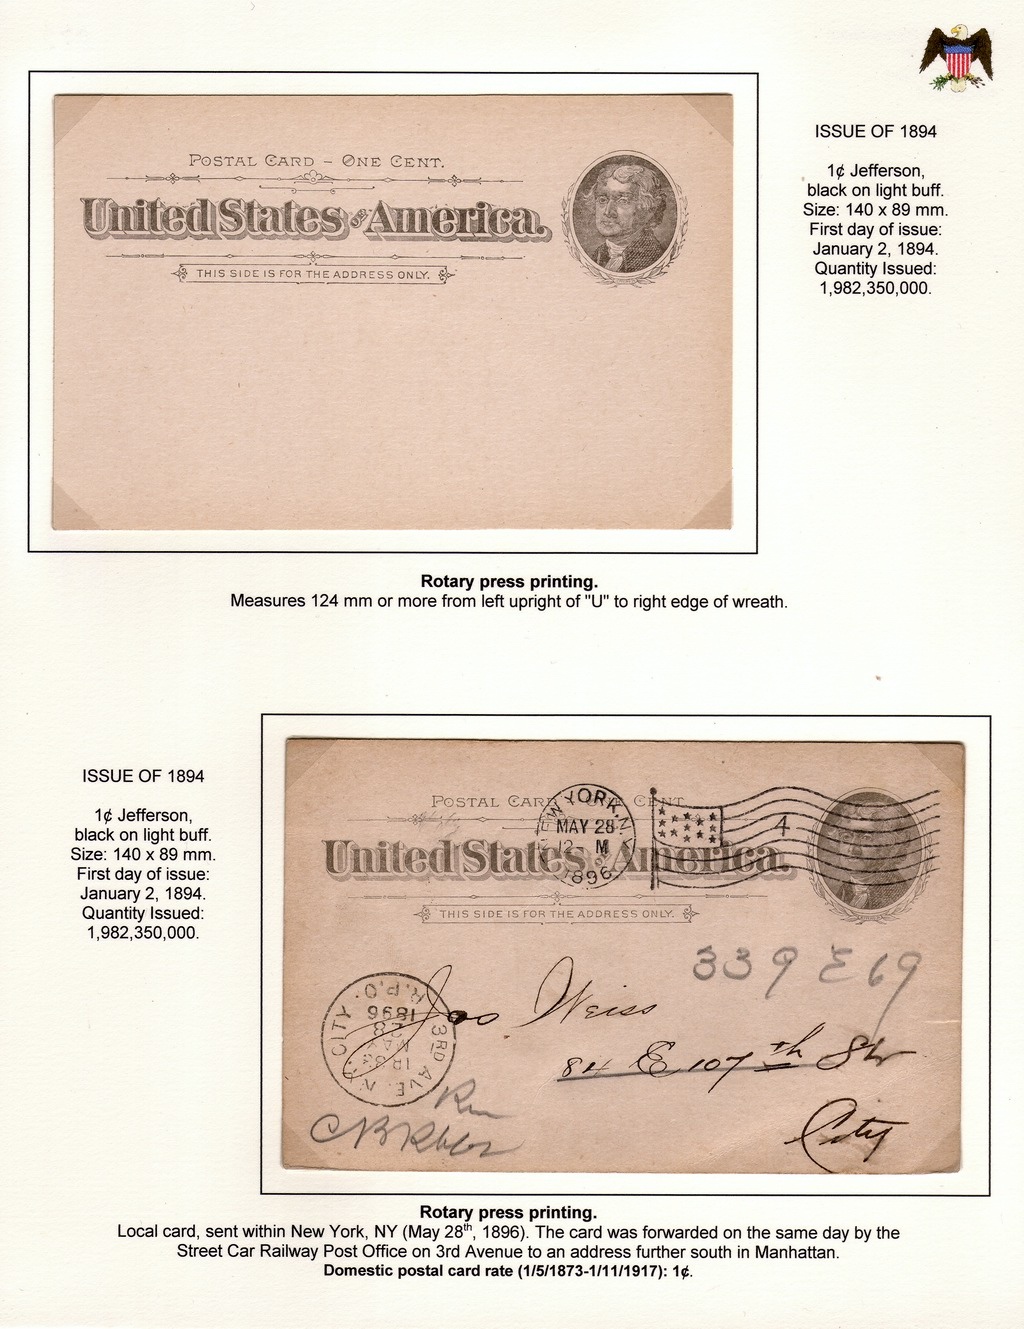 ISSUE OF 1894
1¢ Jefferson,
black on light buff.
Size: 140 x 89 mm.
First day of issue:
January 2, 1894.
Quantity Issued:
1,982,350,000.
POSTAL CARD – ONE CENT.
United States OF America.
THIS SIDE IS FOR THE ADDRESS ONLY.
Rotary press printing.
Measures 124 mm or more from left upright of "U" to right edge of wreath.
ISSUE OF 1894
1¢ Jefferson,
black on light buff.
Size: 140 x 89 mm.
First day of issue:
January 2, 1894.
Quantity Issued:
1,982,350,000.
POSTAL CARD – ONE CENT.
NEW YORK, N.Y.
MAY 28
12- M
1896
4
United States OF America.
THIS SIDE IS FOR THE ADDRESS ONLY.
339 E 69
Jos Weiss
84 E 107th Str
City
3RD AVE. N.Y. CITY. R.P.O.
MAY
28
1896
Rotary press printing.
Local card, sent within New York, NY (May 28th, 1896). The card was forwarded on the same day by the
Street Car Railway Post Office on 3rd Avenue to an address further south in Manhattan.
Domestic postal card rate (1/5/1873-1/11/1917): 1¢.